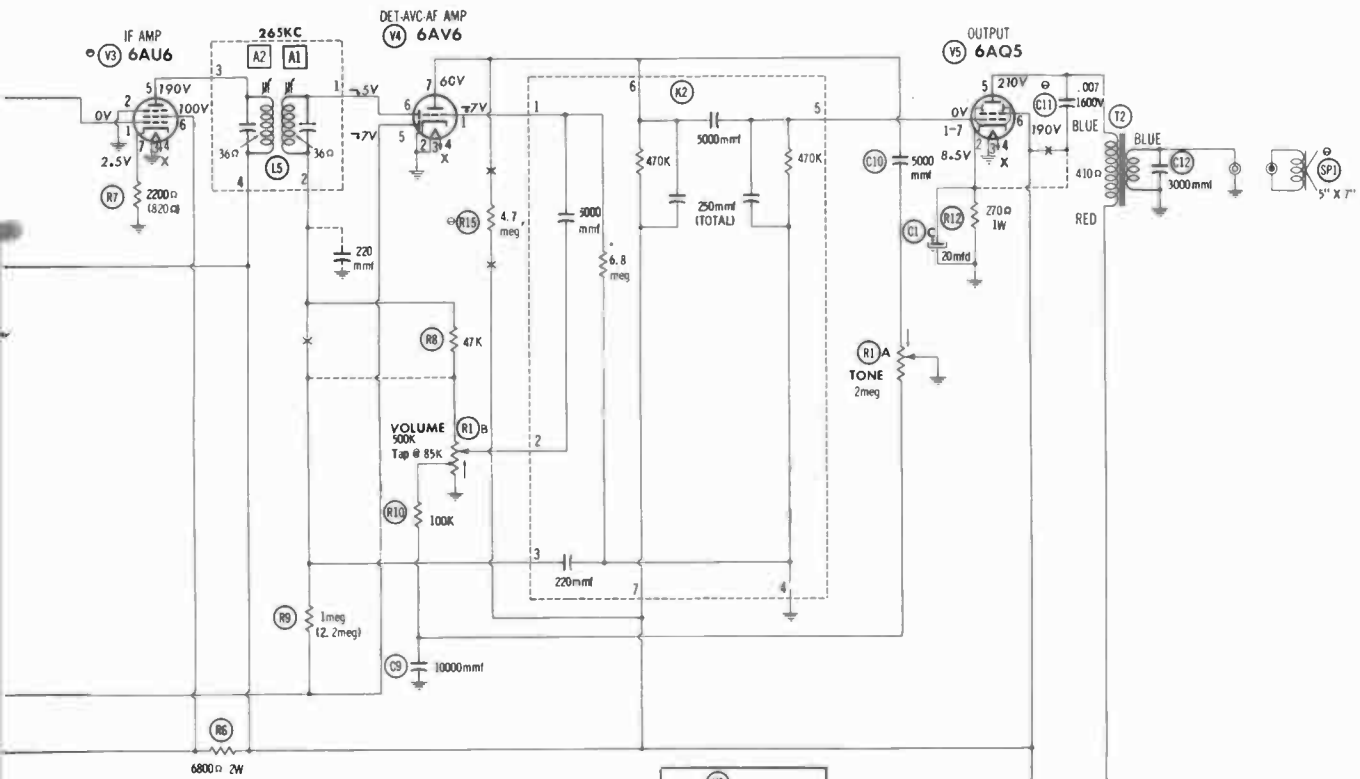 IF AMP
V3 6AU6
265KC
A2 A1
DET-AVC-AF AMP
V4 6AV6
OUTPUT
V5 6AQ5
5 190V
100V
2
0V
1
6
7 3 4
X
2.5V
R7
2200Ω
(820Ω)
3
1
36Ω
36Ω
L5
4
2
.5V
.7V
7 60V
6
5
.7V
1
2 3 4
X
R15
4.7
meg
220
mmf
R8
47K
VOLUME
500K
Tap @ 85K
R1 B
R10
100K
R9
1meg
(2.2meg)
C9
10000mmf
R6
6800Ω 2W
K2
1
6
5
5000mmf
470K
470K
5000
mmf
250mmf
(TOTAL)
6.8
meg
2
3
220mmf
7
4
C10
5000
mmf
R1 A
TONE
2meg
5 210V
0V
1-7
6
8.5V
2 3 4
X
190V
C11
.007
1600V
C1 C
20mfd
R12
270Ω
1W
BLUE
T2
410Ω
RED
BLUE
C12
3000mmf
SP1
5" X 7"